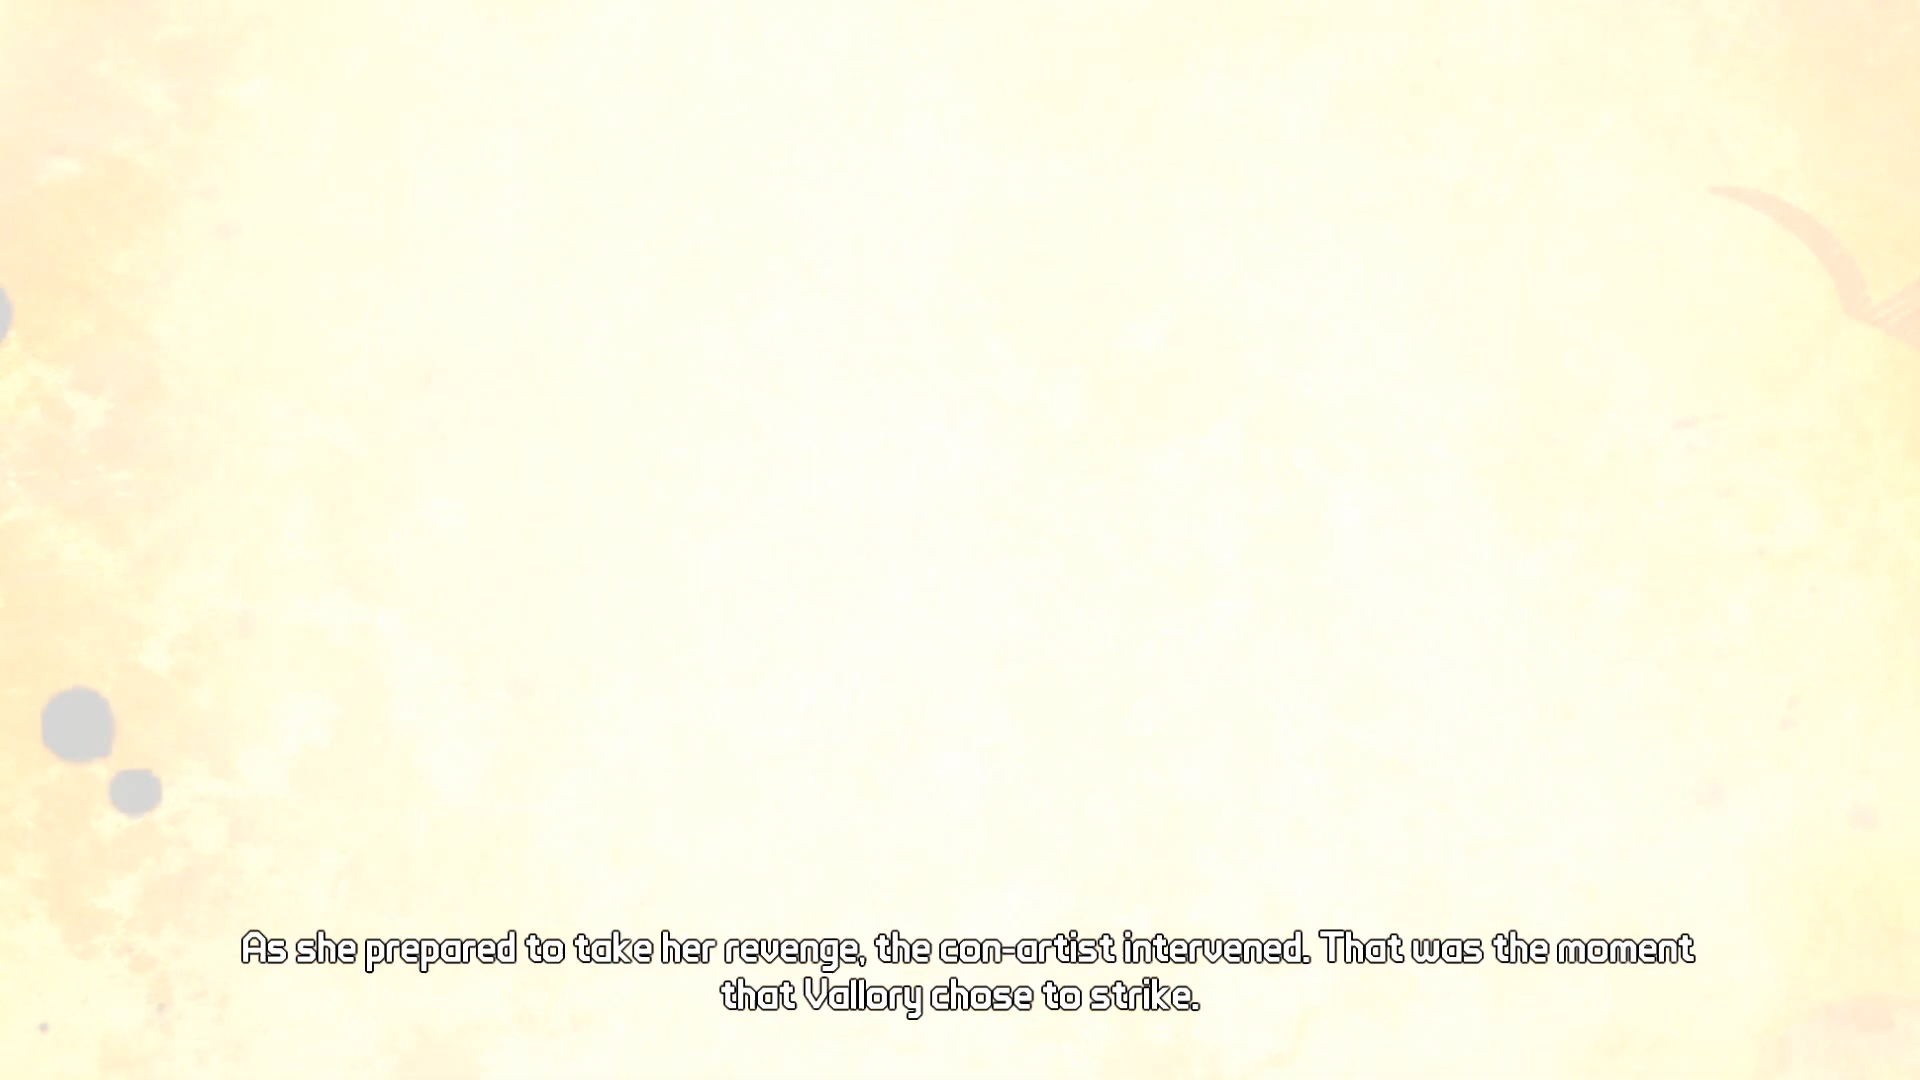 As she prepared to take her revenge, the con-artist intervened. That was the moment
that Vallory chose to strike.